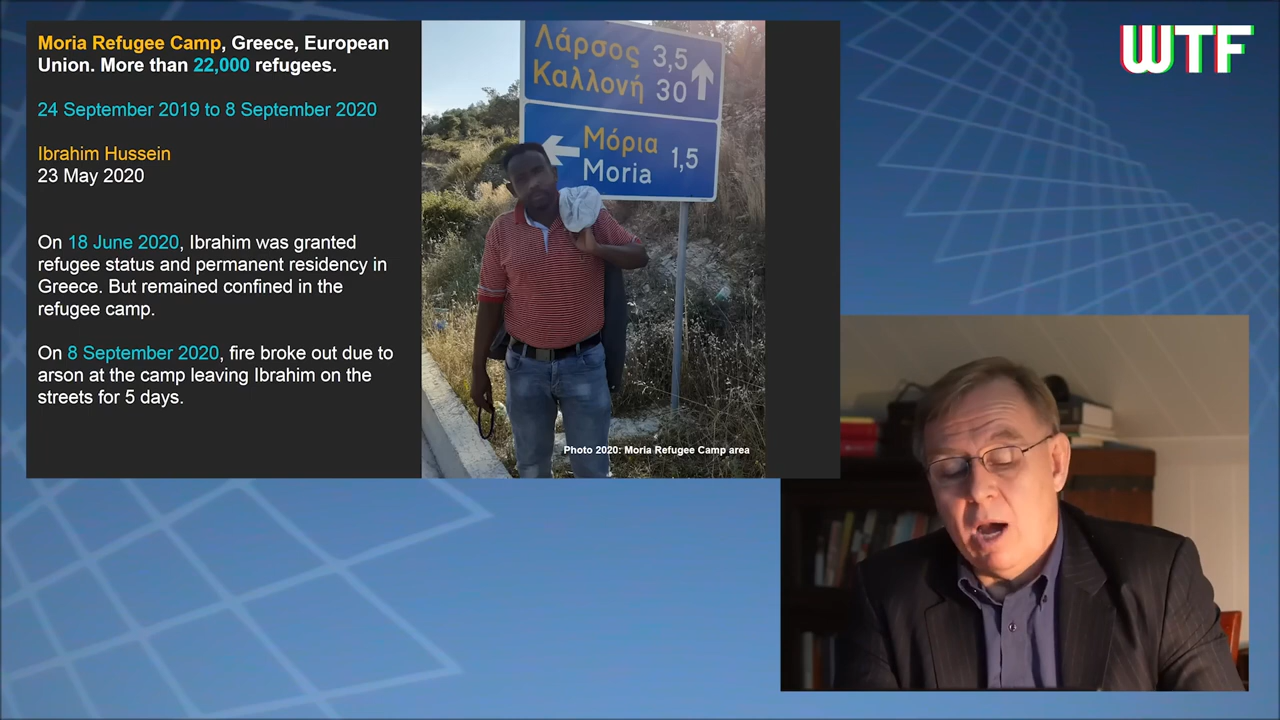 Moria Refugee Camp, Greece, European
Union. More than 22,000 refugees.
24 September 2019 to 8 September 2020
Ibrahim Hussein
23 May 2020
On 18 June 2020, Ibrahim was granted
refugee status and permanent residency in
Greece. But remained confined in the
refugee camp.
On 8 September 2020, fire broke out due to
arson at the camp leaving Ibrahim on the
streets for 5 days.
Λάρσος 3,5
Καλλονή 30
Μόρια
Moria 1,5
Photo 2020: Moria Refugee Camp area
WTF